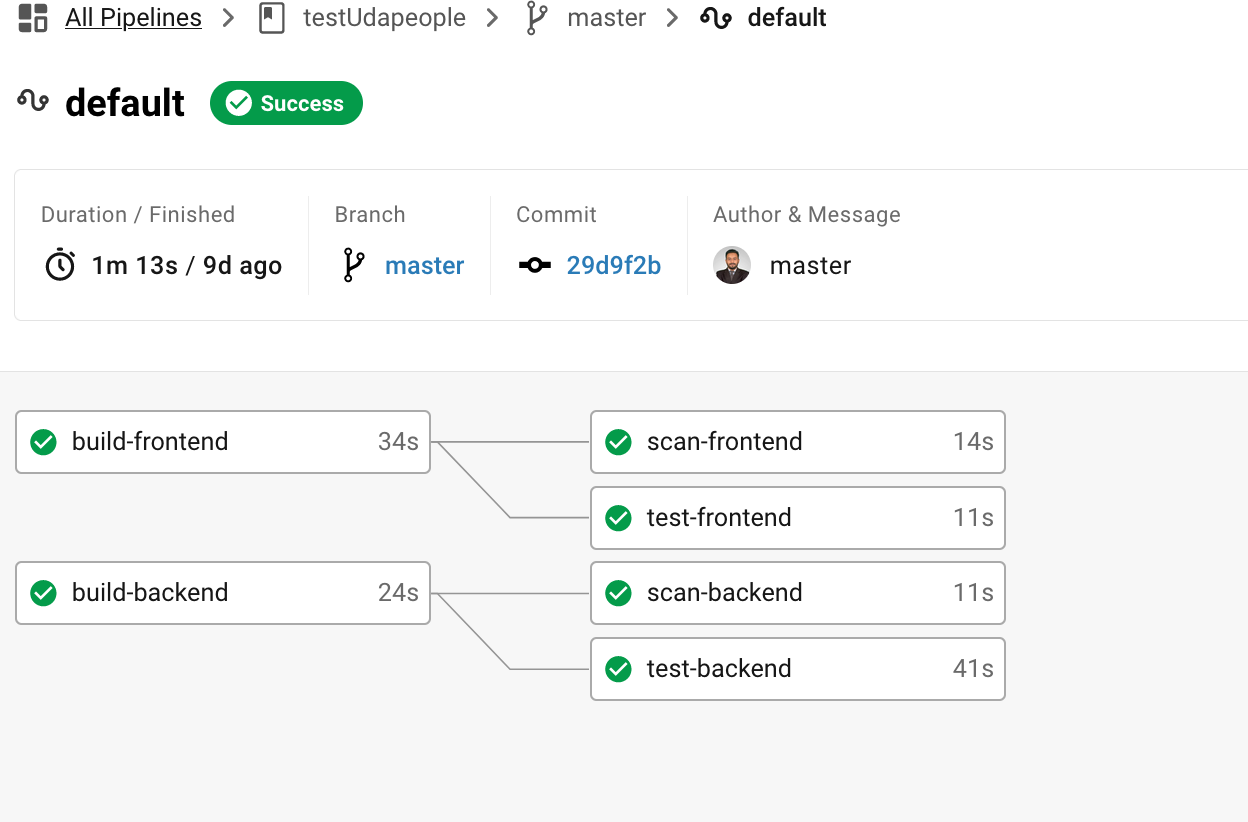 All Pipelines > testUdapeople > master > default
default Success
Duration / Finished Branch Commit Author & Message
1m 13s / 9d ago master 29d9f2b master
build-frontend 34s scan-frontend 14s
test-frontend 11s
build-backend 24s scan-backend 11s
test-backend 41s